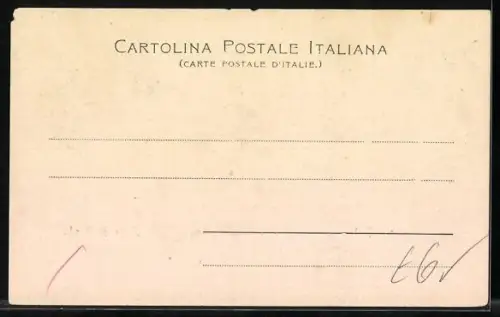 CARTOLINA POSTALE ITALIANA
(CARTE POSTALE D'ITALIE.)